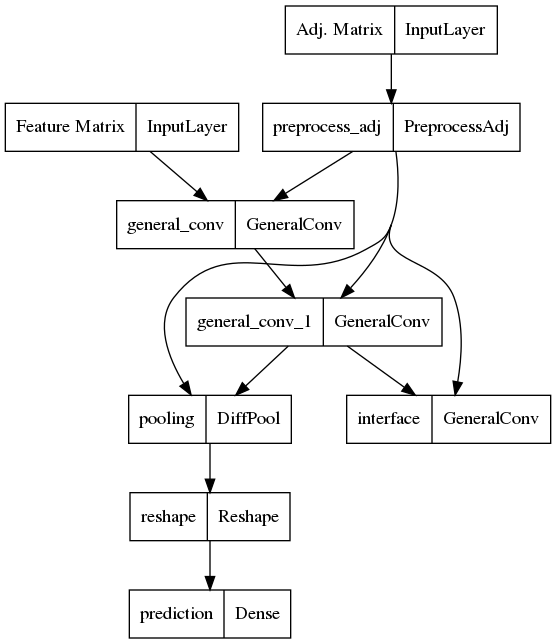 Adj. Matrix InputLayer
Feature Matrix InputLayer
preprocess_adj PreprocessAdj
general_conv GeneralConv
general_conv_1 GeneralConv
pooling DiffPool
interface GeneralConv
reshape Reshape
prediction Dense